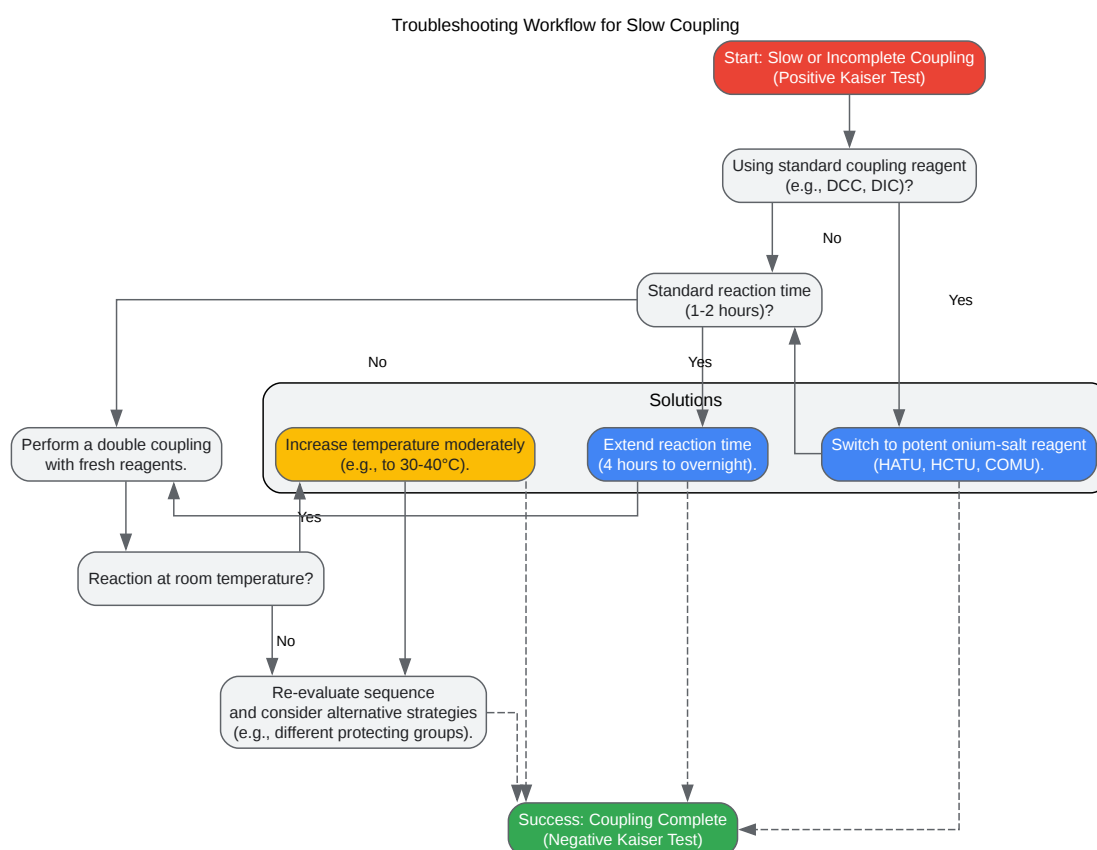 Troubleshooting Workflow for Slow Coupling
Start: Slow or Incomplete Coupling
(Positive Kaiser Test)
Using standard coupling reagent
(e.g., DCC, DIC)?
No
Yes
Standard reaction time
(1-2 hours)?
No
Yes
Solutions
Perform a double coupling
with fresh reagents.
Increase temperature moderately
(e.g., to 30-40°C).
Extend reaction time
(4 hours to overnight).
Switch to potent onium-salt reagent
(HATU, HCTU, COMU).
Yes
Reaction at room temperature?
No
Re-evaluate sequence
and consider alternative strategies
(e.g., different protecting groups).
Success: Coupling Complete
(Negative Kaiser Test)